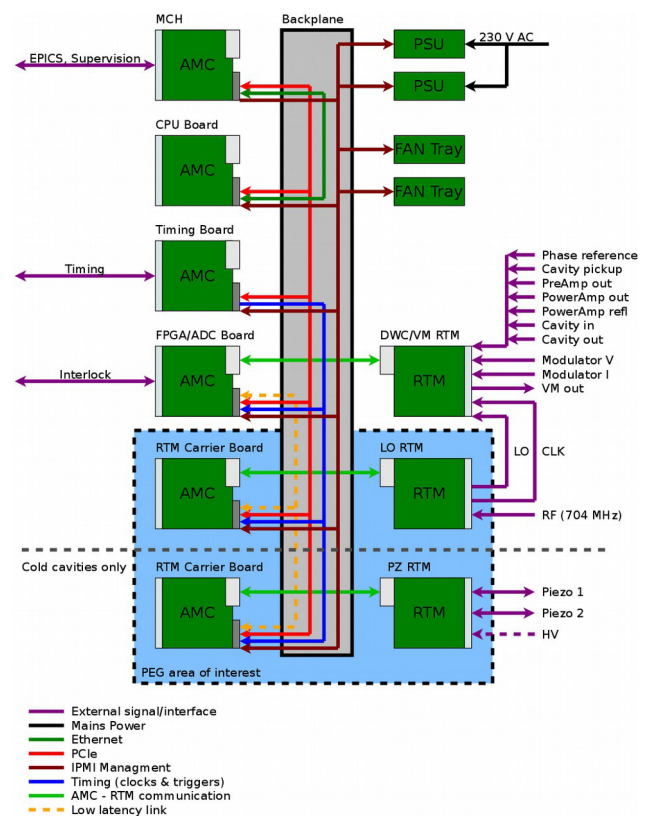 MCH
Backplane
AMC
EPICS, Supervision
PSU
230 V AC
PSU
CPU Board
AMC
FAN Tray
FAN Tray
Timing Board
AMC
Timing
Phase reference
Cavity pickup
PreAmp out
PowerAmp out
PowerAmp refl
Cavity in
Cavity out
FPGA/ADC Board
DWC/VM RTM
AMC
Interlock
RTM
Modulator V
Modulator I
VM out
RTM Carrier Board
LO RTM
LO
CLK
AMC
RTM
RF (704 MHz)
Cold cavities only
RTM Carrier Board
PZ RTM
AMC
RTM
Piezo 1
Piezo 2
HV
PEG area of interest
External signal/interface
Mains Power
Ethernet
PCIe
IPMI Managment
Timing (clocks & triggers)
AMC - RTM communication
Low latency link